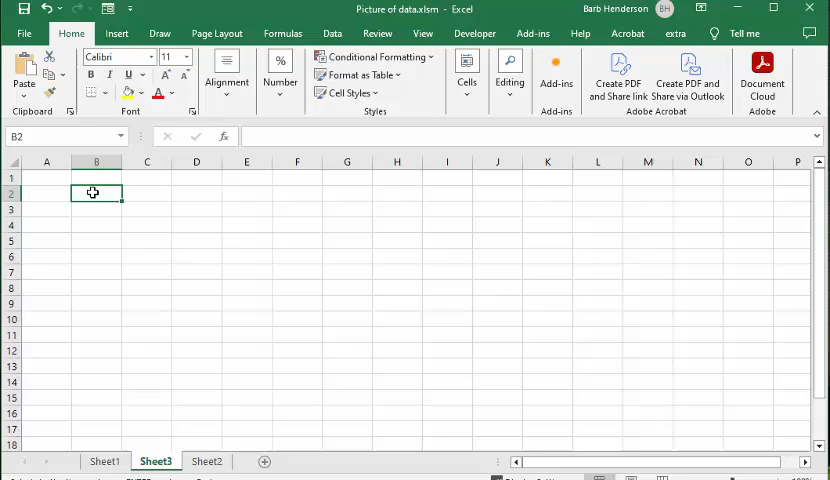 Picture of data.xlsm - Excel
Barb Henderson BH
File Home Insert Draw Page Layout Formulas Data Review View Developer Add-ins Help Acrobat extra Tell me
Paste
Clipboard
Calibri 11
B I U A A
A
Font
Alignment
%
Number
Conditional Formatting
Format as Table
Cell Styles
Styles
Cells
Editing
Add-ins
Add-ins
Create PDF and Share link
Create PDF and Share via Outlook
Adobe Acrobat
Document Cloud
Adobe
B2 fx
A B C D E F G H I J K L M N O P
1
2
3
4
5
6
7
8
9
10
11
12
13
14
15
16
17
18
Sheet1 Sheet3 Sheet2